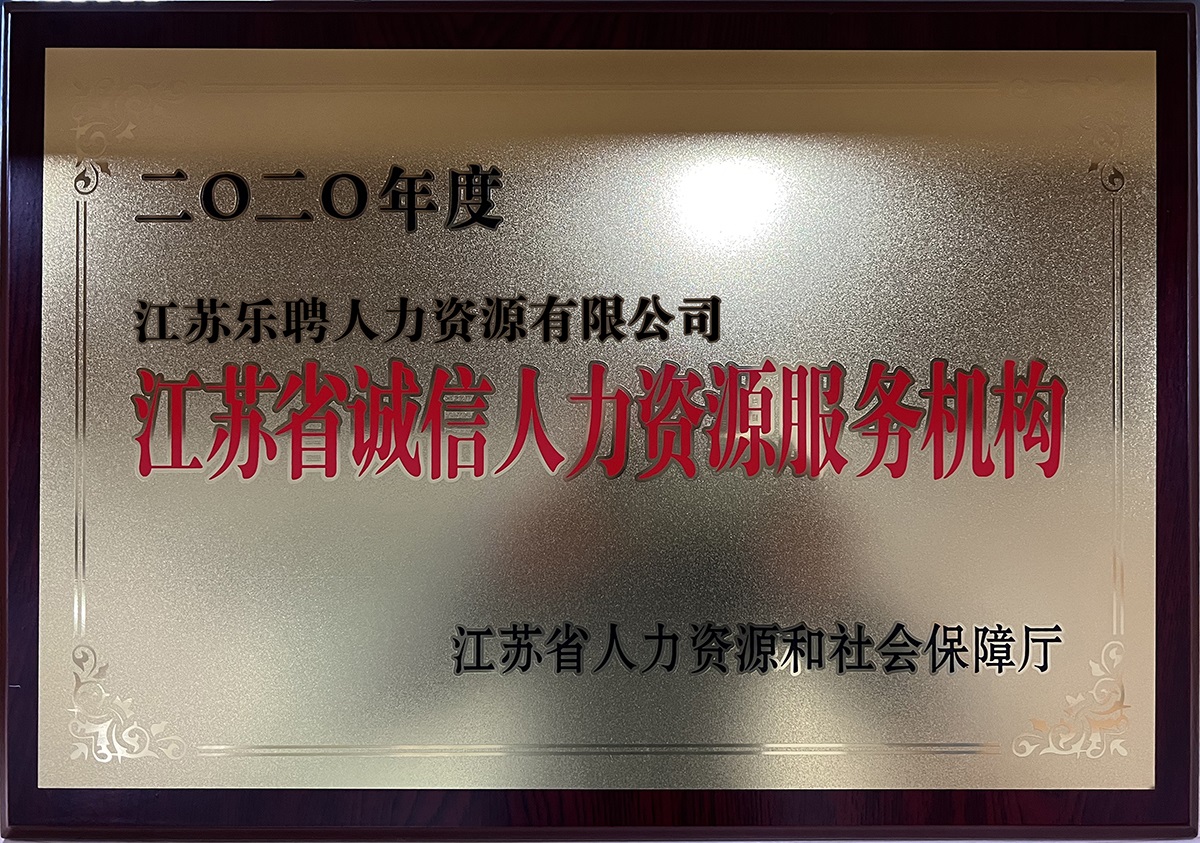 二〇二〇年度
江苏乐聘人力资源有限公司
江苏省诚信人力资源服务机构
江苏省人力资源和社会保障厅